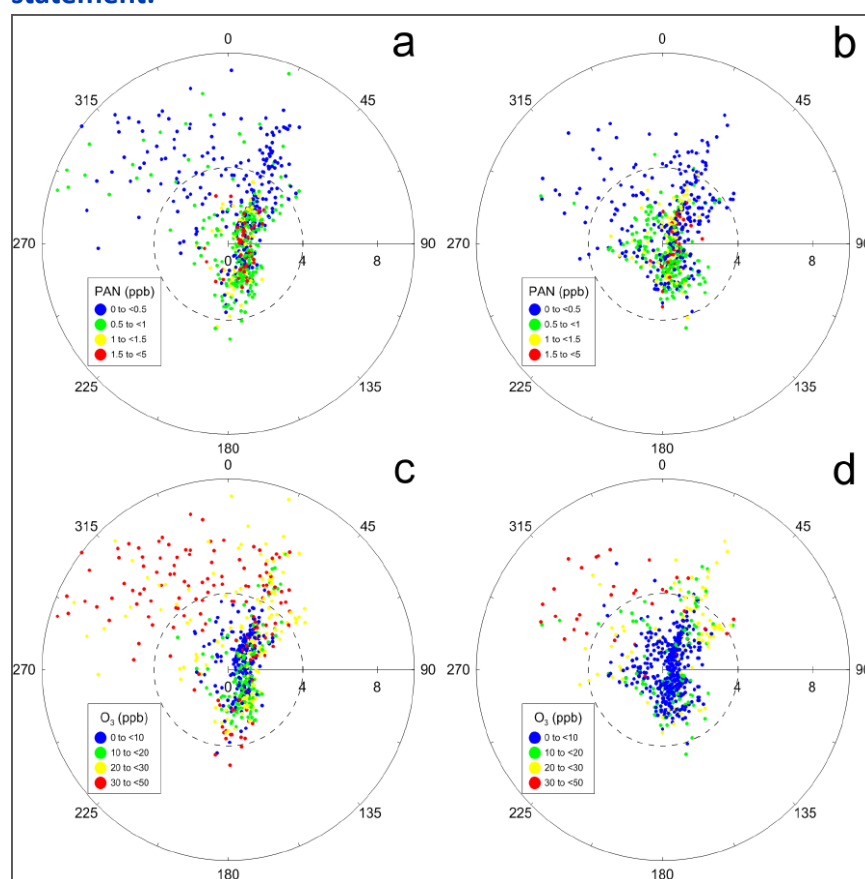 statement.
0
a
315
45
270
0
4
8
90
PAN (ppb)
0 to <0.5
0.5 to <1
1 to <1.5
1.5 to <5
225
135
180
0
b
315
45
270
0
4
8
90
PAN (ppb)
0 to <0.5
0.5 to <1
1 to <1.5
1.5 to <5
225
135
180
0
c
315
45
270
0
4
8
90
O3 (ppb)
0 to <10
10 to <20
20 to <30
30 to <50
225
135
180
0
d
315
45
270
0
4
8
90
O3 (ppb)
0 to <10
10 to <20
20 to <30
30 to <50
225
135
180